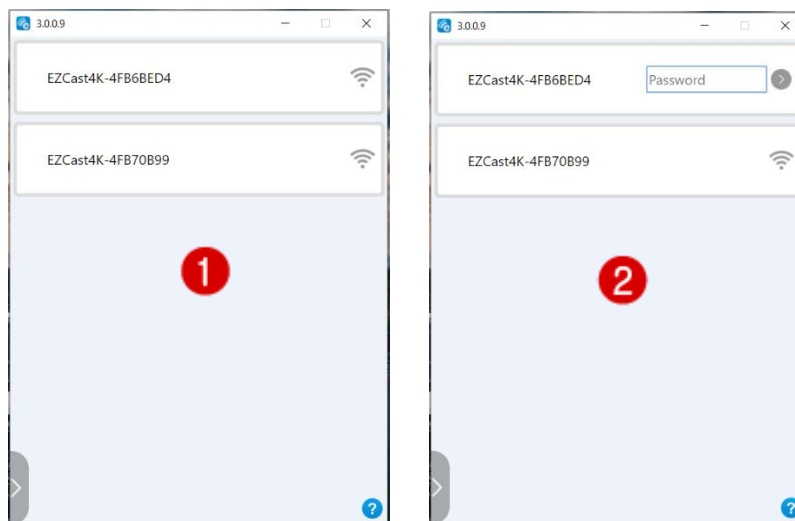 3.0.0.9
EZCast4K-4FB6BED4
EZCast4K-4FB70B99
1
?
3.0.0.9
EZCast4K-4FB6BED4 Password
EZCast4K-4FB70B99
2
?